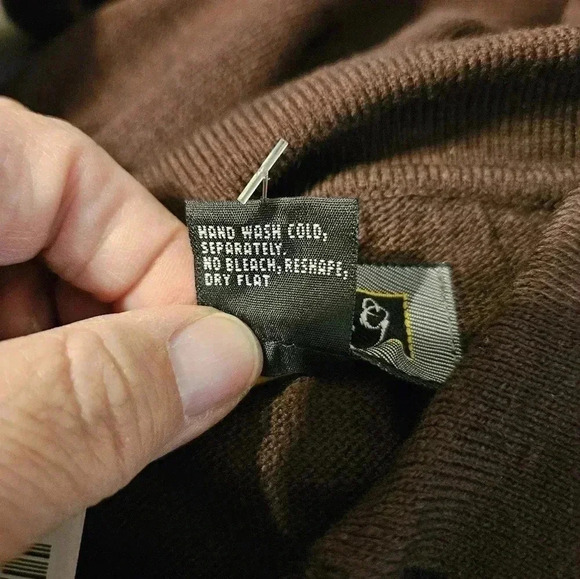 HAND WASH COLD,
SEPARATELY.
NO BLEACH, RESHAPE,
DRY FLAT